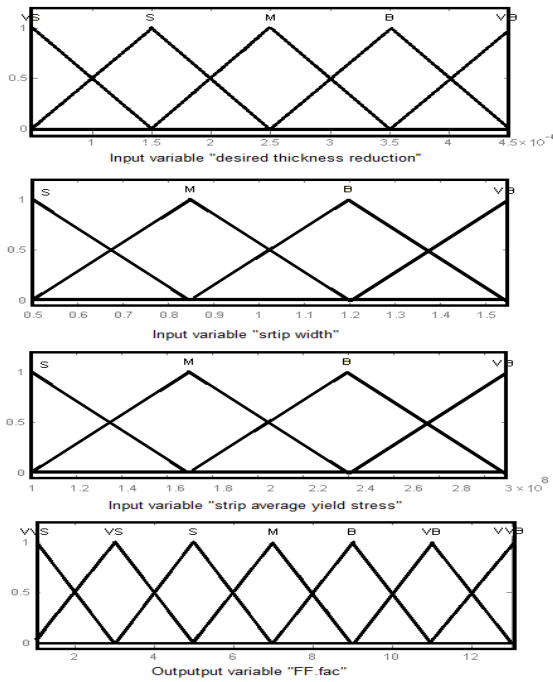 VS S M B VB
1
0.5
0
1 1.5 2 2.5 3 3.5 4 4.5 × 10⁻⁴
Input variable "desired thickness reduction"
S M B VB
1
0.5
0
0.5 0.6 0.7 0.8 0.9 1 1.1 1.2 1.3 1.4 1.5
Input variable "srtip width"
S M B VB
1
0.5
0
1 1.2 1.4 1.6 1.8 2 2.2 2.4 2.6 2.8 3 × 10⁸
Input variable "strip average yield stress"
VVS VS S M B VB VVB
1
0.5
0
2 4 6 8 10 12
Outputput variable "FF.fac"